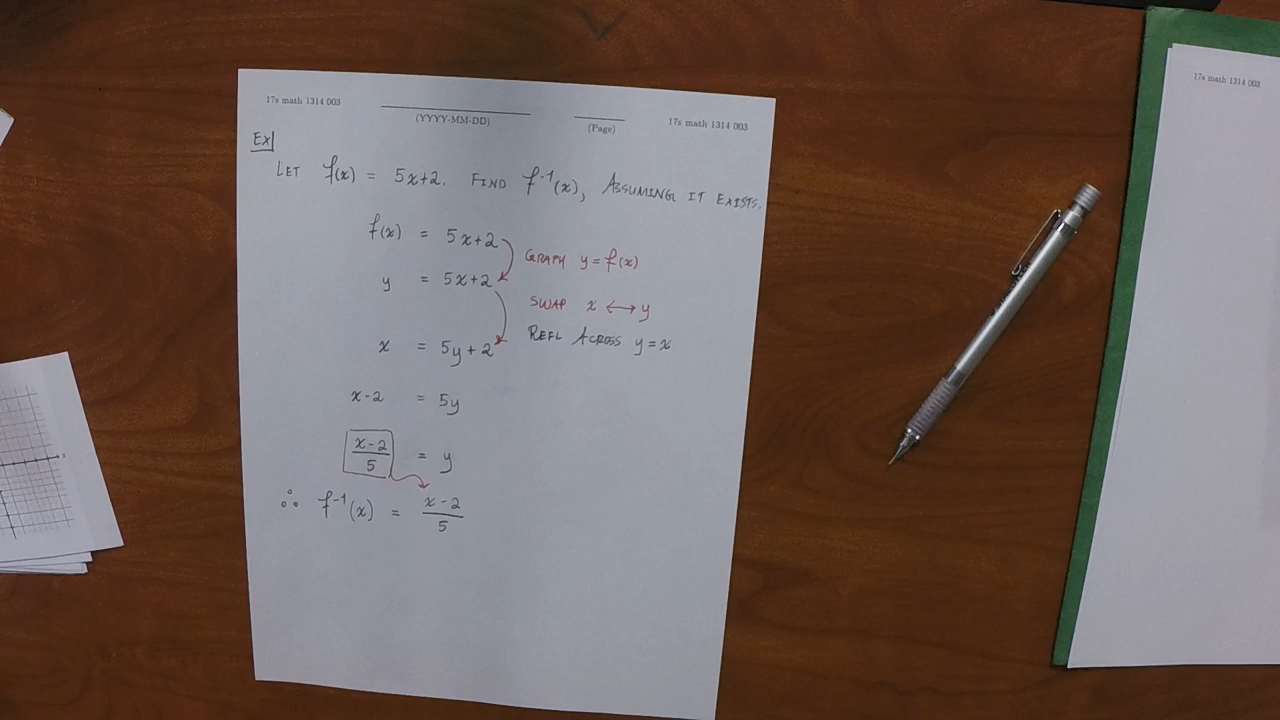 17s math 1314 003
(YYYY-MM-DD)
(Page)
17s math 1314 003
Ex
LET f(x) = 5x+2. FIND f⁻¹(x), ASSUMING IT EXISTS.
f(x) = 5x+2
GRAPH y = f(x)
y = 5x+2
SWAP x ↔ y
REFL ACROSS y = x
x = 5y + 2
x-2 = 5y
(x-2)/5 = y
∴ f⁻¹(x) = (x-2)/5
17s math 1314 003